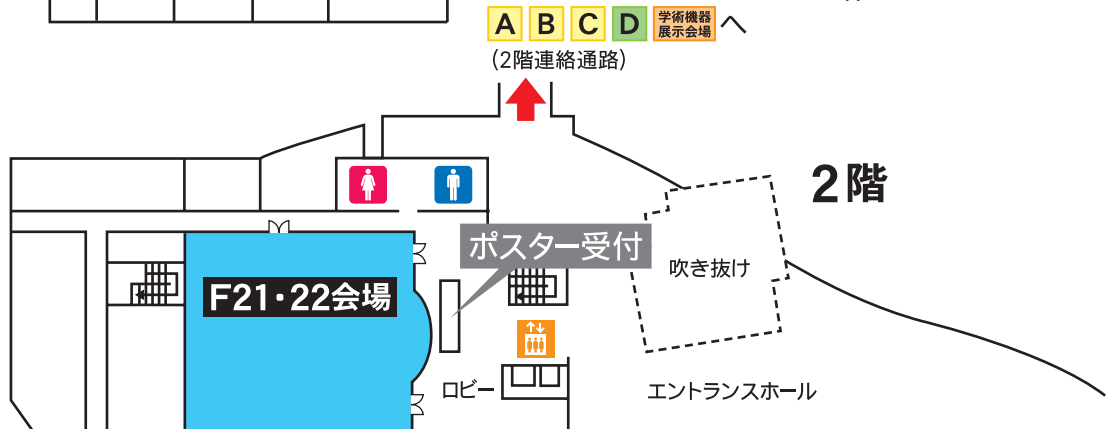 A B C D 学術機器展示会場 へ
(2階連絡通路)
2階
ポスター受付
吹き抜け
F21・22会場
ロビー
エントランスホール